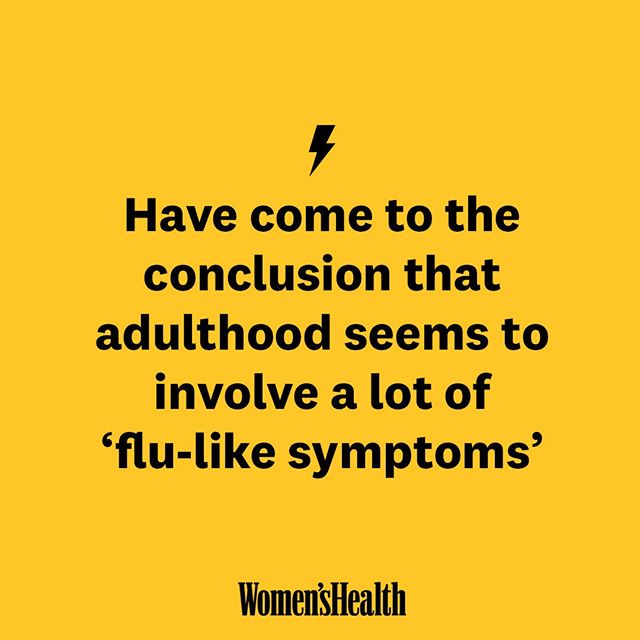 Have come to the
conclusion that
adulthood seems to
involve a lot of
‘flu-like symptoms’
Women'sHealth